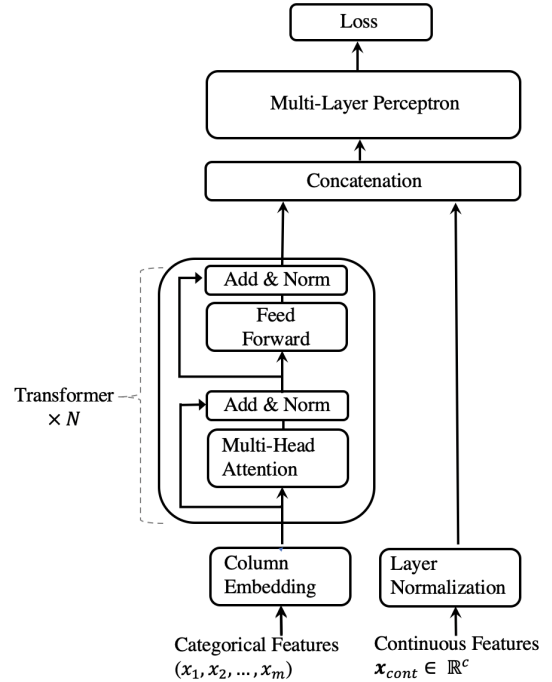 Loss
Multi-Layer Perceptron
Concatenation
Add & Norm
Feed
Forward
Transformer
× N
Add & Norm
Multi-Head
Attention
Column
Embedding
Layer
Normalization
Categorical Features
(x₁, x₂, ..., xₘ)
Continuous Features
x_cont ∈ ℝᶜ